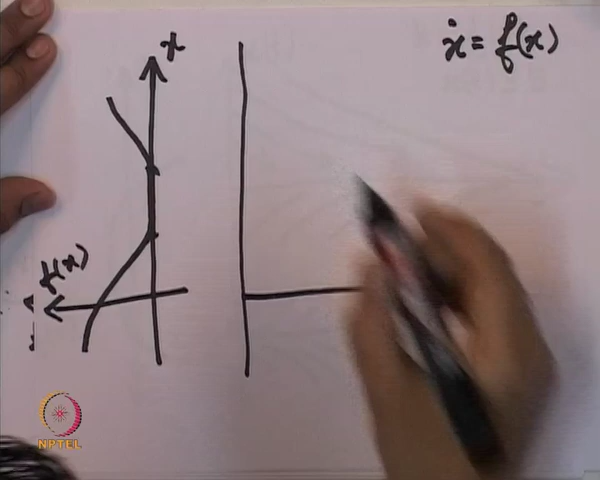 x
ẋ = f(x)
f(x)
NPTEL